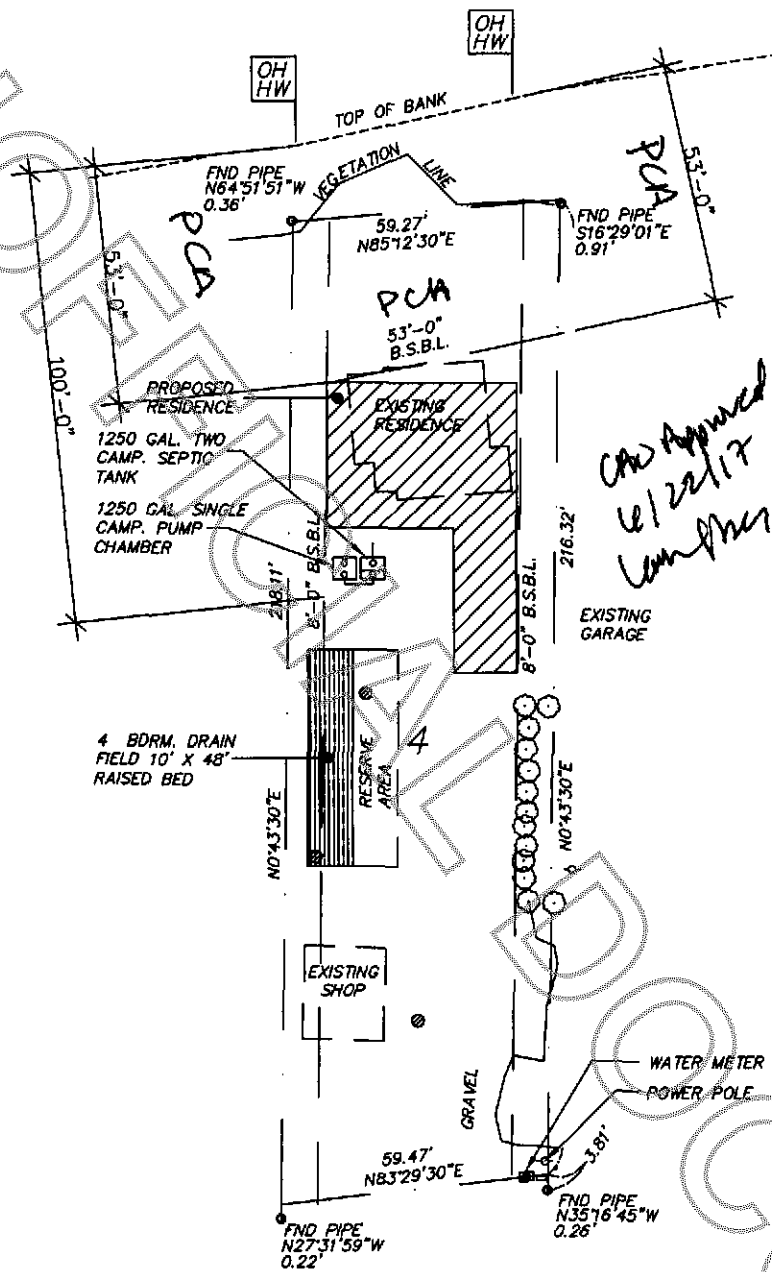 OH
HW
OH
HW
TOP OF BANK
FND PIPE
N64°51'51"W
0.36'
VEGETATION
LINE
59.27'
N85°12'30"E
FND PIPE
S16°29'01"E
0.91'
PCA
PCA
53'-0"
53'-0"
100'-0"
PCA
53'-0"
B.S.B.L.
PROPOSED
RESIDENCE
EXISTING
RESIDENCE
1250 GAL. TWO
CAMP. SEPTIC
TANK
1250 GAL. SINGLE
CAMP. PUMP
CHAMBER
Approved
218.11'
8'-0" B.S.B.L.
216.32'
8'-0" B.S.B.L.
EXISTING
GARAGE
4 BDRM. DRAIN
FIELD 10' X 48'
RAISED BED
RESERVE
AREA
4
N0°43'30"E
N0°43'30"E
EXISTING
SHOP
GRAVEL
WATER METER
POWER POLE
3.81'
59.47'
N83°29'30"E
FND PIPE
N35°16'45"W
0.26'
FND PIPE
N27°31'59"W
0.22'